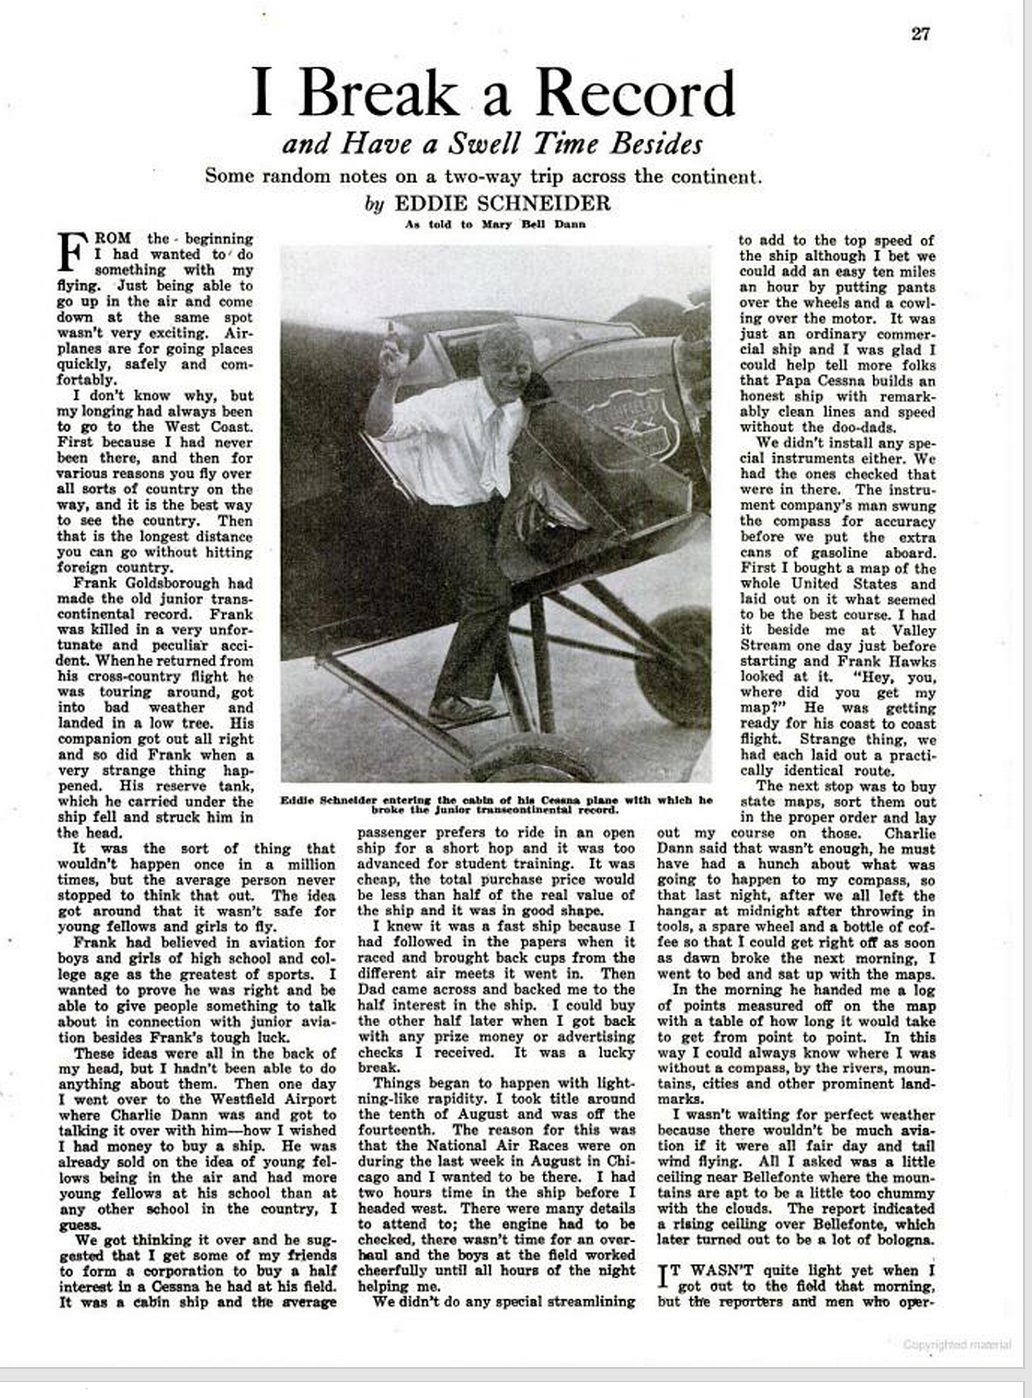 27
I Break a Record
and Have a Swell Time Besides
Some random notes on a two-way trip across the continent.
by EDDIE SCHNEIDER
As told to Mary Bell Dann
FROM the beginning
I had wanted to do
something with my
flying. Just being able to
go up in the air and come
down at the same spot
wasn't very exciting. Air-
planes are for going places
quickly, safely and com-
fortably.
I don't know why, but
my longing had always been
to go to the West Coast.
First because I had never
been there, and then for
various reasons you fly over
all sorts of country on the
way, and it is the best way
to see the country. Then
that is the longest distance
you can go without hitting
foreign country.
Frank Goldsborough had
made the old junior trans-
continental record. Frank
was killed in a very unfor-
tunate and peculiar acci-
dent. When he returned from
his cross-country flight he
was touring around, got
into bad weather and
landed in a low tree. His
companion got out all right
and so did Frank when a
very strange thing hap-
pened. His reserve tank,
which he carried under the
ship fell and struck him in
the head.
It was the sort of thing that
wouldn't happen once in a million
times, but the average person never
stopped to think that out. The idea
got around that it wasn't safe for
young fellows and girls to fly.
Frank had believed in aviation for
boys and girls of high school and col-
lege age as the greatest of sports. I
wanted to prove he was right and be
able to give people something to talk
about in connection with junior avia-
tion besides Frank's tough luck.
These ideas were all in the back of
my head, but I hadn't been able to do
anything about them. Then one day
I went over to the Westfield Airport
where Charlie Dann was and got to
talking it over with him—how I wished
I had money to buy a ship. He was
already sold on the idea of young fel-
lows being in the air and had more
young fellows at his school than at
any other school in the country, I
guess.
We got thinking it over and he sug-
gested that I get some of my friends
to form a corporation to buy a half
interest in a Cessna he had at his field.
It was a cabin ship and the average
Eddie Schneider entering the cabin of his Cessna plane with which he
broke the junior transcontinental record.
passenger prefers to ride in an open
ship for a short hop and it was too
advanced for student training. It was
cheap, the total purchase price would
be less than half of the real value of
the ship and it was in good shape.
I knew it was a fast ship because I
had followed in the papers when it
raced and brought back cups from the
different air meets it went in. Then
Dad came across and backed me to the
half interest in the ship. I could buy
the other half later when I got back
with any prize money or advertising
checks I received. It was a lucky
break.
Things began to happen with light-
ning-like rapidity. I took title around
the tenth of August and was off the
fourteenth. The reason for this was
that the National Air Races were on
during the last week in August in Chi-
cago and I wanted to be there. I had
two hours time in the ship before I
headed west. There were many details
to attend to; the engine had to be
checked, there wasn't time for an over-
haul and the boys at the field worked
cheerfully until all hours of the night
helping me.
We didn't do any special streamlining
to add to the top speed of
the ship although I bet we
could add an easy ten miles
an hour by putting pants
over the wheels and a cowl-
ing over the motor. It was
just an ordinary commer-
cial ship and I was glad I
could help tell more folks
that Papa Cessna builds an
honest ship with remark-
ably clean lines and speed
without the doo-dads.
We didn't install any spe-
cial instruments either. We
had the ones checked that
were in there. The instru-
ment company's man swung
the compass for accuracy
before we put the extra
cans of gasoline aboard.
First I bought a map of the
whole United States and
laid out on it what seemed
to be the best course. I had
it beside me at Valley
Stream one day just before
starting and Frank Hawks
looked at it. "Hey, you,
where did you get my
map?" He was getting
ready for his coast to coast
flight. Strange thing, we
had each laid out a practi-
cally identical route.
The next stop was to buy
state maps, sort them out
in the proper order and lay
out my course on those. Charlie
Dann said that wasn't enough, he must
have had a hunch about what was
going to happen to my compass, so
that last night, after we all left the
hangar at midnight after throwing in
tools, a spare wheel and a bottle of cof-
fee so that I could get right off as soon
as dawn broke the next morning, I
went to bed and sat up with the maps.
In the morning he handed me a log
of points measured off on the map
with a table of how long it would take
to get from point to point. In this
way I could always know where I was
without a compass, by the rivers, moun-
tains, cities and other prominent land-
marks.
I wasn't waiting for perfect weather
because there wouldn't be much avia-
tion if it were all fair day and tail
wind flying. All I asked was a little
ceiling near Bellefonte where the moun-
tains are apt to be a little too chummy
with the clouds. The report indicated
a rising ceiling over Bellefonte, which
later turned out to be a lot of bologna.
IT WASN'T quite light yet when I
got out to the field that morning,
but the reporters and men who oper-
Copyrighted material